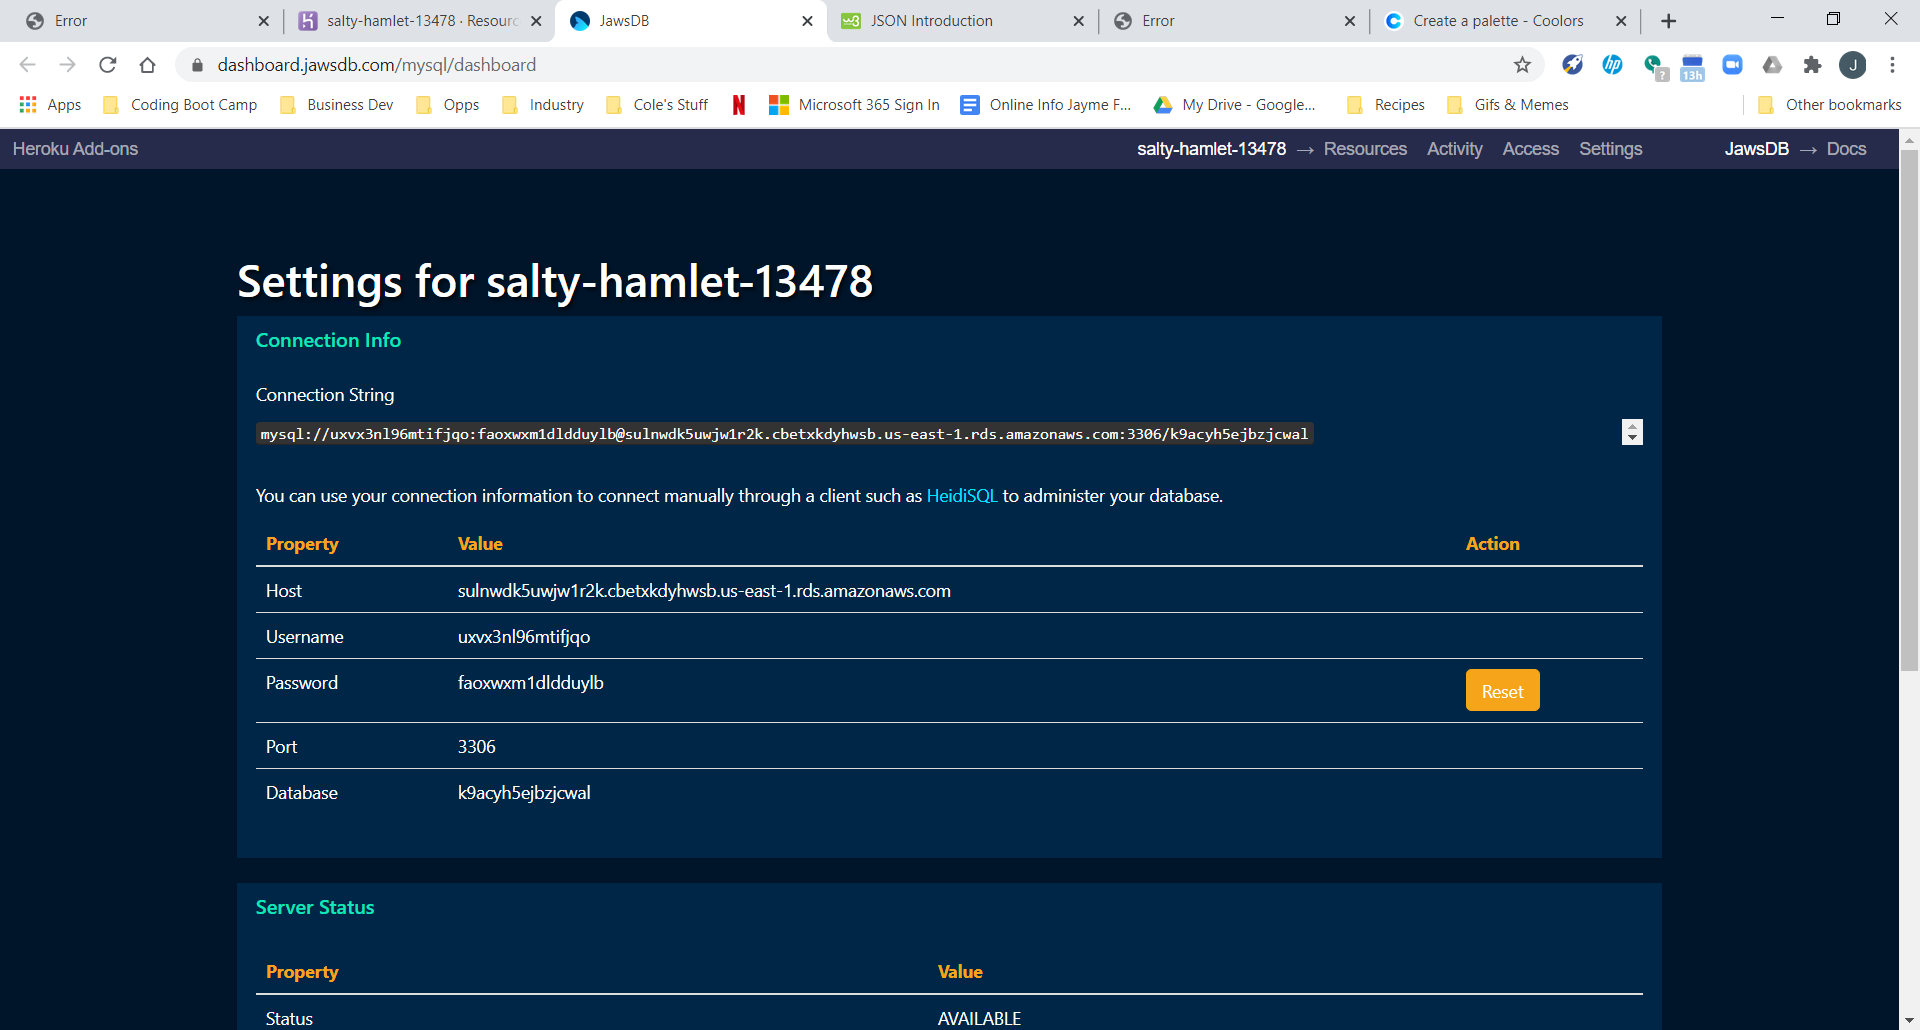 Error
salty-hamlet-13478 · Resourc
JawsDB
JSON Introduction
Error
Create a palette - Coolors
dashboard.jawsdb.com/mysql/dashboard
?
13h
J
Apps
Coding Boot Camp
Business Dev
Opps
Industry
Cole's Stuff
Microsoft 365 Sign In
Online Info Jayme F...
My Drive - Google...
Recipes
Gifs & Memes
Other bookmarks
Heroku Add-ons
salty-hamlet-13478 → Resources Activity Access Settings
JawsDB → Docs
Settings for salty-hamlet-13478
Connection Info
Connection String
mysql://uxvx3nl96mtifjqo:faoxwxm1dldduylb@sulnwdk5uwjw1r2k.cbetxkdyhwsb.us-east-1.rds.amazonaws.com:3306/k9acyh5ejbzjcwal
You can use your connection information to connect manually through a client such as HeidiSQL to administer your database.
Property Value Action
Host sulnwdk5uwjw1r2k.cbetxkdyhwsb.us-east-1.rds.amazonaws.com
Username uxvx3nl96mtifjqo
Password faoxwxm1dldduylb Reset
Port 3306
Database k9acyh5ejbzjcwal
Server Status
Property Value
Status AVAILABLE